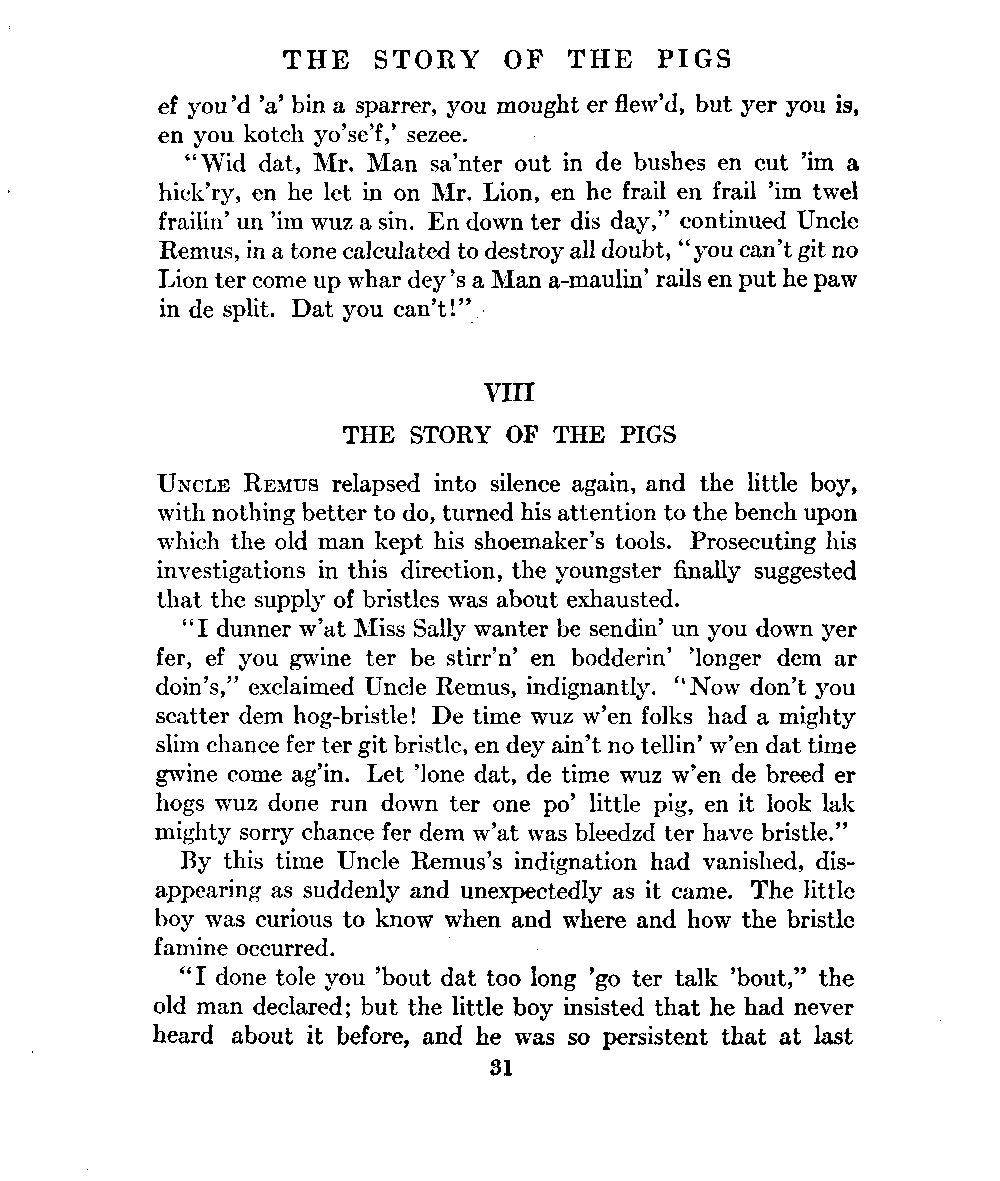 THE STORY OF THE PIGS
ef you'd 'a' bin a sparrer, you mought er flew'd, but yer you is,
en you kotch yo'se'f,' sezee.
"Wid dat, Mr. Man sa'nter out in de bushes en cut 'im a
hick'ry, en he let in on Mr. Lion, en he frail en frail 'im twel
frailin' un 'im wuz a sin. En down ter dis day," continued Uncle
Remus, in a tone calculated to destroy all doubt, "you can't git no
Lion ter come up whar dey's a Man a-maulin' rails en put he paw
in de split. Dat you can't!"
VIII
THE STORY OF THE PIGS
UNCLE REMUS relapsed into silence again, and the little boy,
with nothing better to do, turned his attention to the bench upon
which the old man kept his shoemaker's tools. Prosecuting his
investigations in this direction, the youngster finally suggested
that the supply of bristles was about exhausted.
"I dunner w'at Miss Sally wanter be sendin' un you down yer
fer, ef you gwine ter be stirr'n' en bodderin' 'longer dem ar
doin's," exclaimed Uncle Remus, indignantly. "Now don't you
scatter dem hog-bristle! De time wuz w'en folks had a mighty
slim chance fer ter git bristle, en dey ain't no tellin' w'en dat time
gwine come ag'in. Let 'lone dat, de time wuz w'en de breed er
hogs wuz done run down ter one po' little pig, en it look lak
mighty sorry chance fer dem w'at was bleedzd ter have bristle."
By this time Uncle Remus's indignation had vanished, dis-
appearing as suddenly and unexpectedly as it came. The little
boy was curious to know when and where and how the bristle
famine occurred.
"I done tole you 'bout dat too long 'go ter talk 'bout," the
old man declared; but the little boy insisted that he had never
heard about it before, and he was so persistent that at last
31